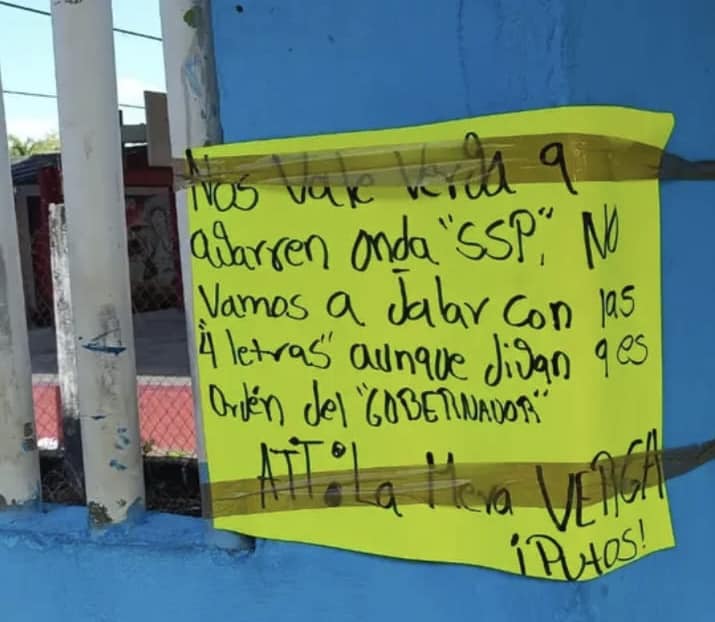 Nos Vale Verga q
agarren onda "SSP", No
Vamos a Jalar con las
"4 letras" aunque digan q es
Orden del "GOBERNADOR"
ATT: La Mera VERGA
¡Putos!